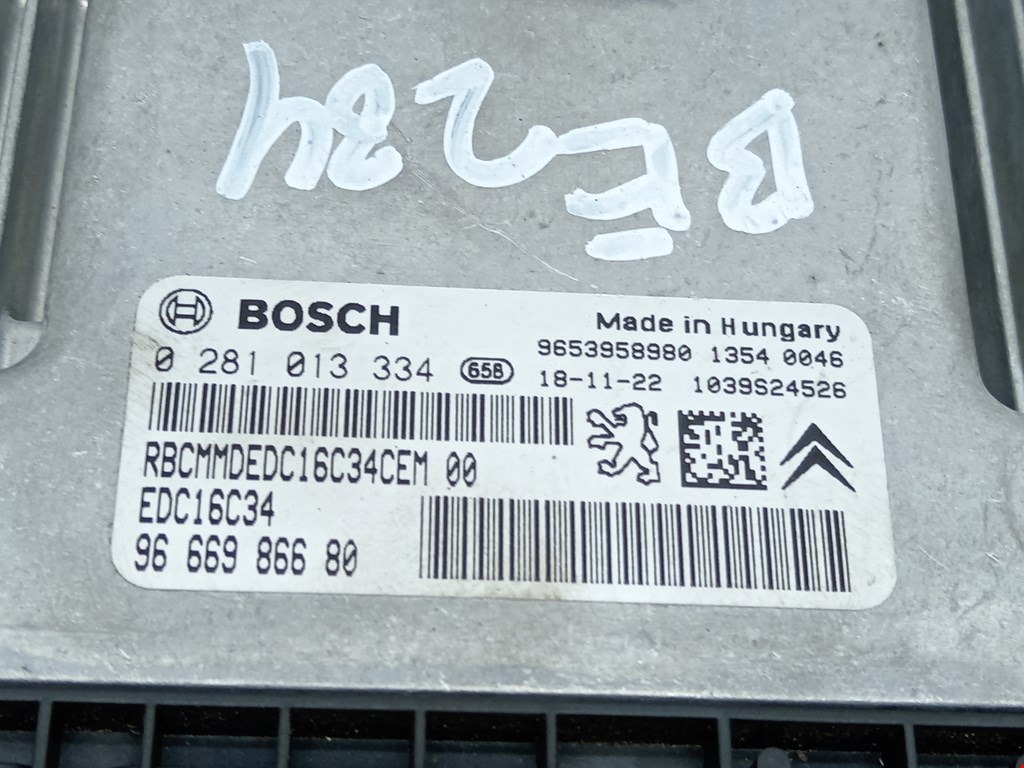 BOSCH
Made in Hungary
0 281 013 334 658
9653958980 1354 0046
18-11-22 1039S24526
RBCMMDEDC16C34CEM 00
EDC16C34
96 669 866 80